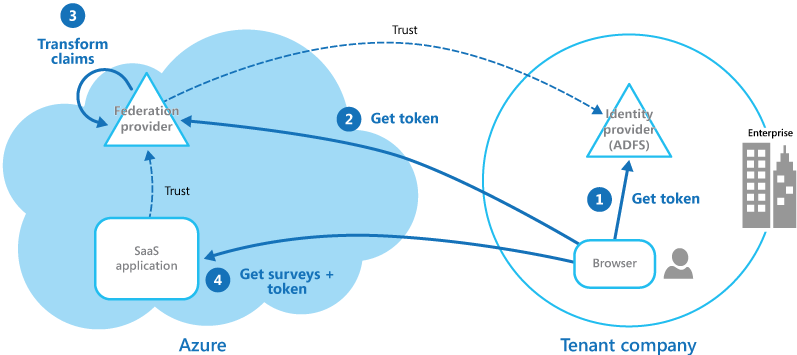 3
Transform
claims
Trust
Federation
provider
2 Get token
Identity
provider
(ADFS)
Enterprise
Trust
1 Get token
SaaS
application
4 Get surveys +
token
Browser
Azure
Tenant company